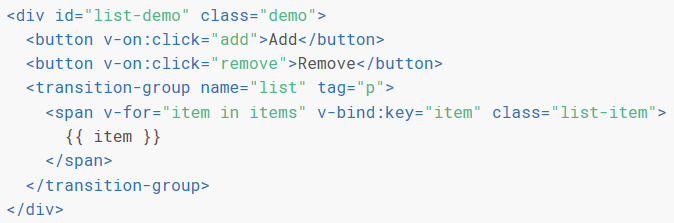 <div id="list-demo" class="demo">
  <button v-on:click="add">Add</button>
  <button v-on:click="remove">Remove</button>
  <transition-group name="list" tag="p">
    <span v-for="item in items" v-bind:key="item" class="list-item">
      {{ item }}
    </span>
  </transition-group>
</div>